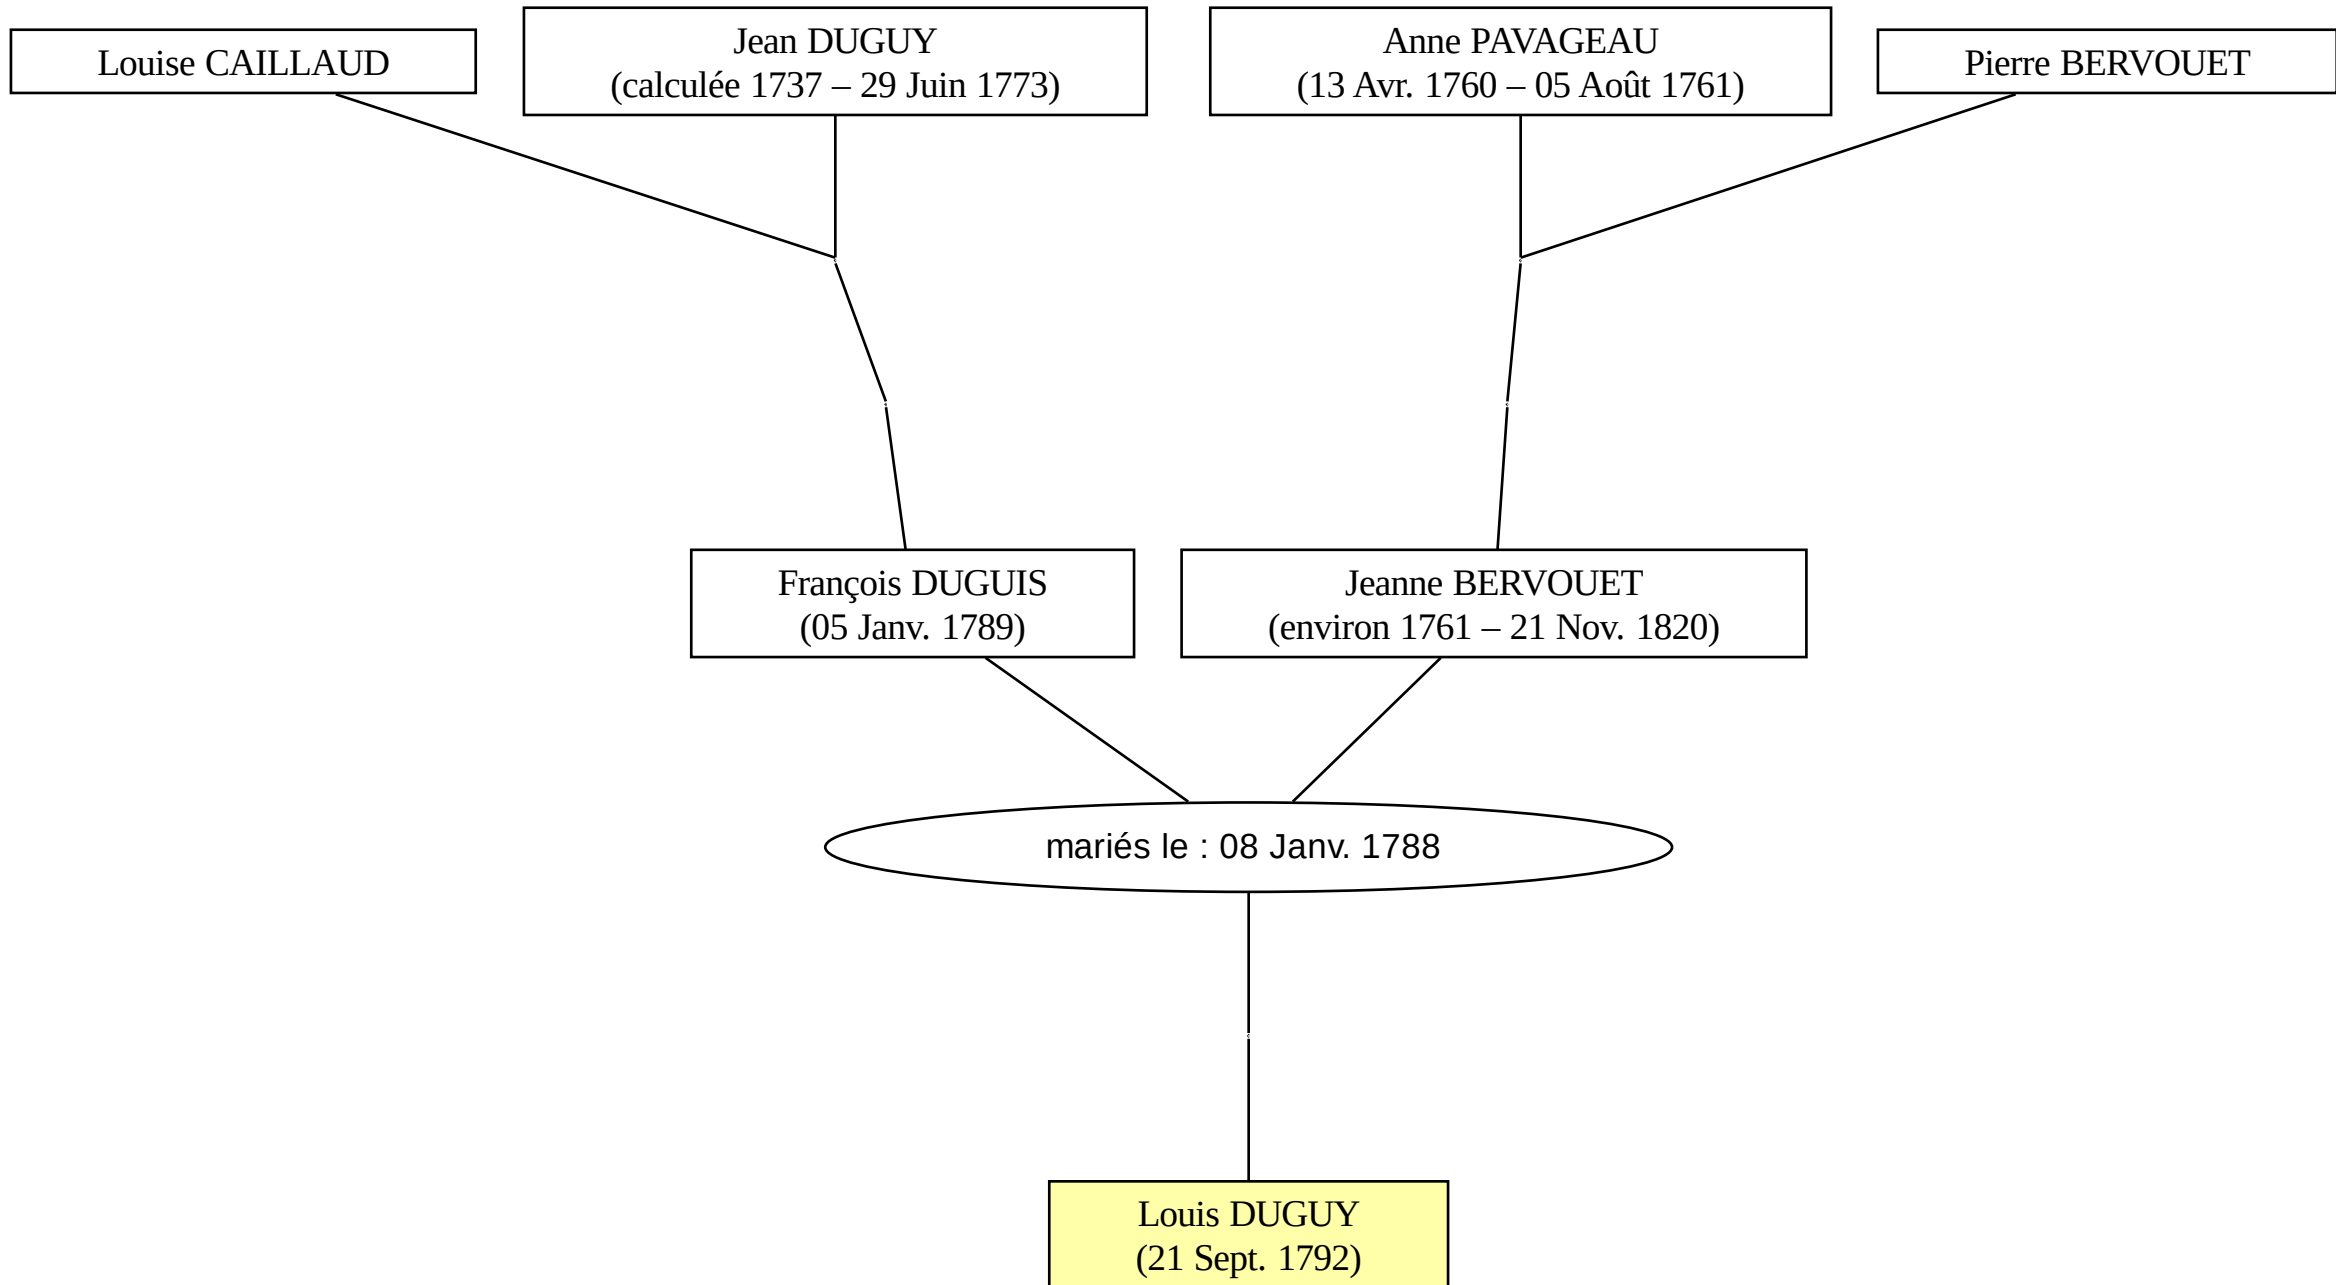 Louise CAILLAUD
Jean DUGUY
(calculée 1737 – 29 Juin 1773)
Anne PAVAGEAU
(13 Avr. 1760 – 05 Août 1761)
Pierre BERVOUET
François DUGUIS
(05 Janv. 1789)
Jeanne BERVOUET
(environ 1761 – 21 Nov. 1820)
mariés le : 08 Janv. 1788
Louis DUGUY
(21 Sept. 1792)